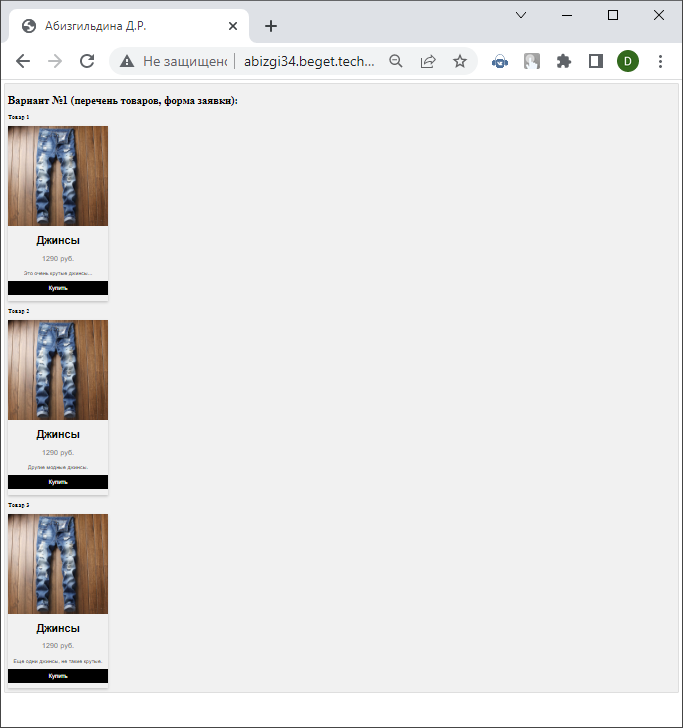 Абизгильдина Д.Р.
Не защищено
abizgi34.beget.tech...
D
Вариант №1 (перечень товаров, форма заявки):
Товар 1
Джинсы
1290 руб.
Это очень крутые джинсы...
Купить
Товар 2
Джинсы
1290 руб.
Другие модные джинсы.
Купить
Товар 3
Джинсы
1290 руб.
Еще одни джинсы, не такие крутые.
Купить